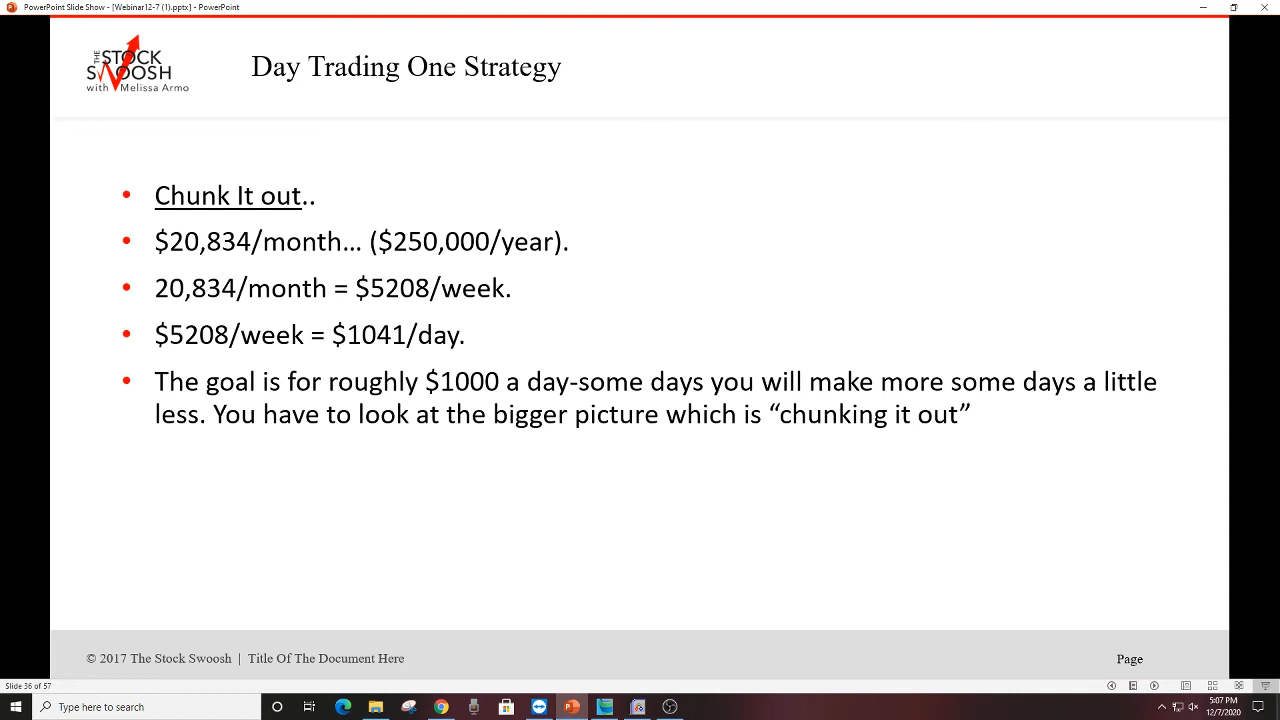 PowerPoint Slide Show - [Webinar12-7 (1).pptx] - PowerPoint
THE
STOCK
SWOOSH
with Melissa Armo
Day Trading One Strategy
Chunk It out..
$20,834/month... ($250,000/year).
20,834/month = $5208/week.
$5208/week = $1041/day.
The goal is for roughly $1000 a day-some days you will make more some days a little
less. You have to look at the bigger picture which is “chunking it out”
© 2017 The Stock Swoosh | Title Of The Document Here
Page
Slide 36 of 57
Type here to search
5:07 PM
12/7/2020